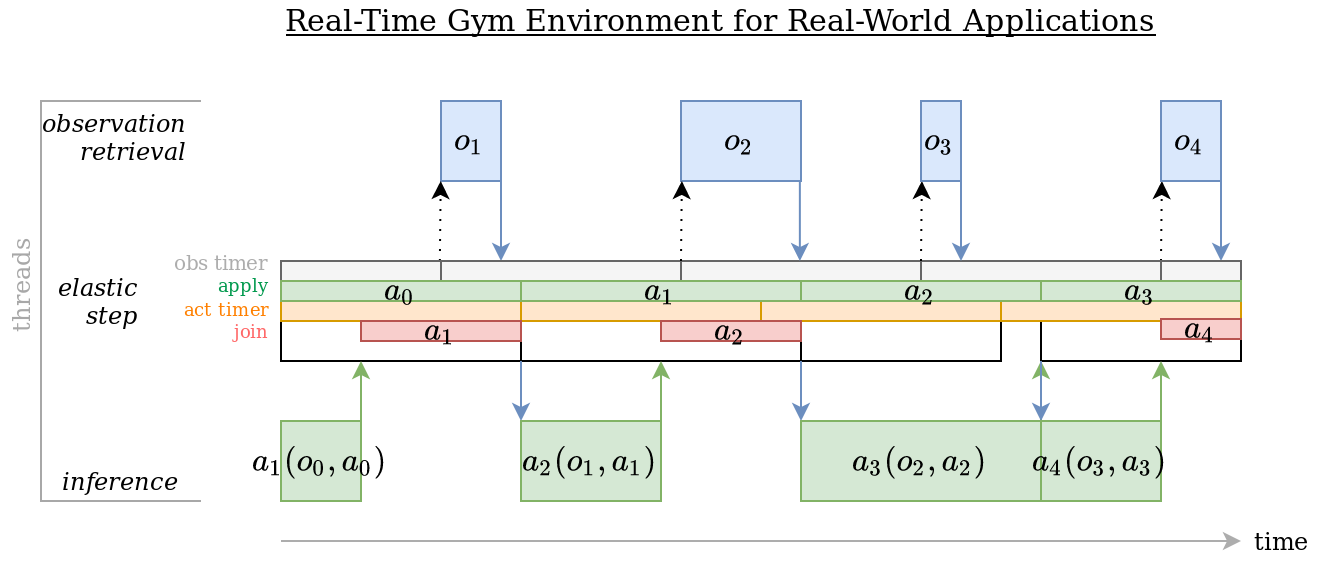 Real-Time Gym Environment for Real-World Applications
observation
retrieval
o₁
o₂
o₃
o₄
threads
elastic
step
obs timer
apply
act timer
join
a₀
a₁
a₂
a₃
a₁
a₂
a₄
inference
a₁(o₀, a₀)
a₂(o₁, a₁)
a₃(o₂, a₂)
a₄(o₃, a₃)
time